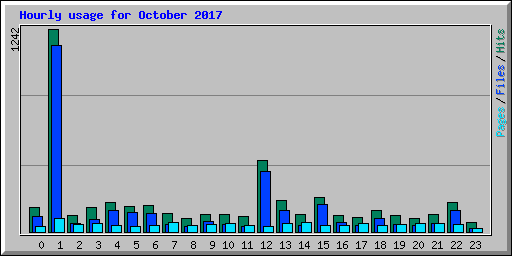 Hourly usage for October 2017
1242
Pages/Files/Hits
0 1 2 3 4 5 6 7 8 9 10 11 12 13 14 15 16 17 18 19 20 21 22 23